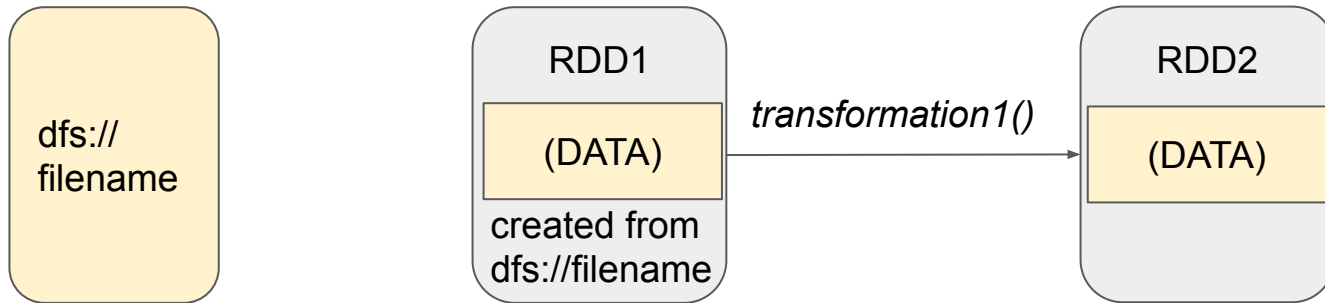 dfs://
filename
RDD1
(DATA)
created from
dfs://filename
transformation1()
RDD2
(DATA)